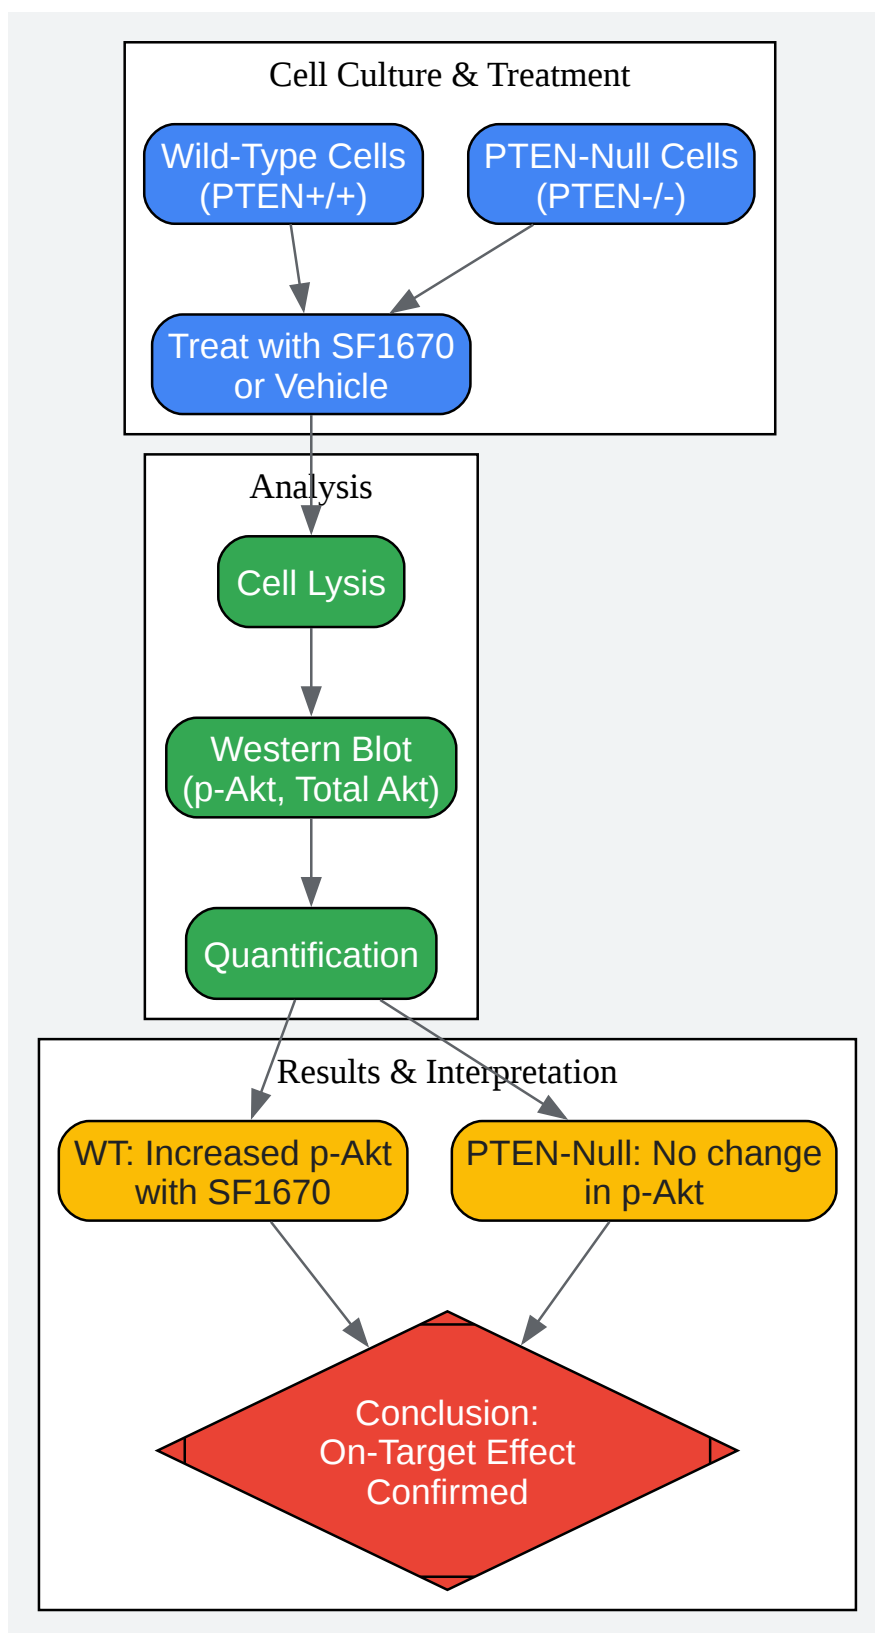 Cell Culture & Treatment
Wild-Type Cells
(PTEN+/+)
PTEN-Null Cells
(PTEN-/-)
Treat with SF1670
or Vehicle
Analysis
Cell Lysis
Western Blot
(p-Akt, Total Akt)
Quantification
Results & Interpretation
WT: Increased p-Akt
with SF1670
PTEN-Null: No change
in p-Akt
Conclusion:
On-Target Effect
Confirmed